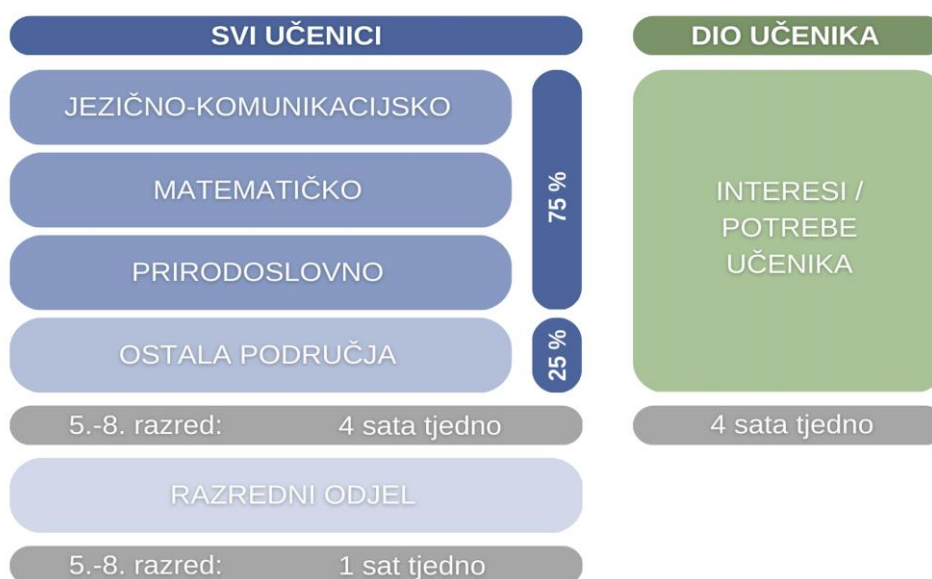 SVI UČENICI
JEZIČNO-KOMUNIKACIJSKO
MATEMATIČKO
PRIRODOSLOVNO
75 %
OSTALA PODRUČJA
25 %
5.-8. razred: 4 sata tjedno
RAZREDNI ODJEL
5.-8. razred: 1 sat tjedno
DIO UČENIKA
INTERESI /
POTREBE
UČENIKA
4 sata tjedno